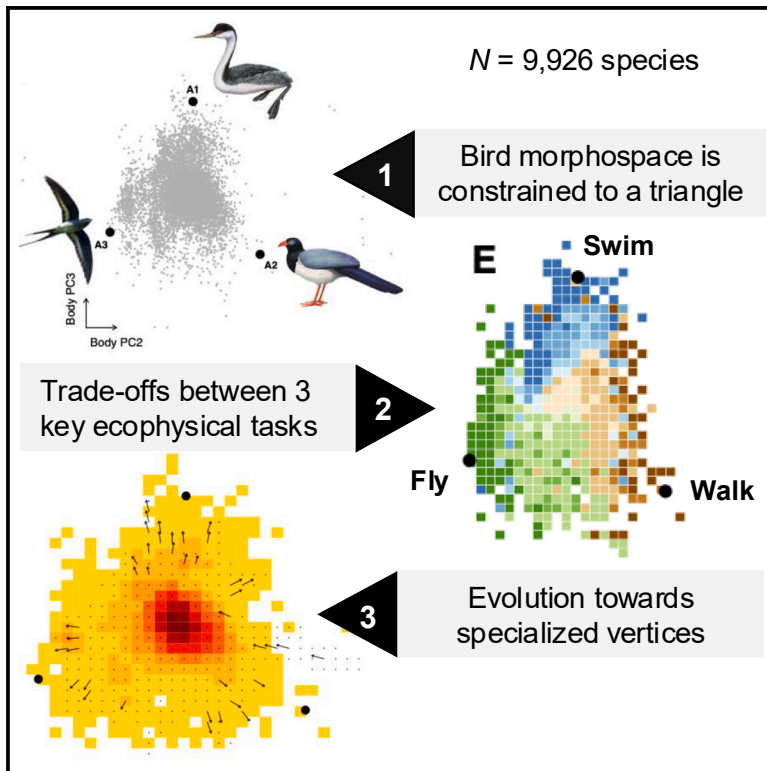 N = 9,926 species
A1
A3
A2
Body PC3
Body PC2
1
Bird morphospace is
constrained to a triangle
E
Swim
Fly
Walk
Trade-offs between 3
key ecophysical tasks
2
3
Evolution towards
specialized vertices